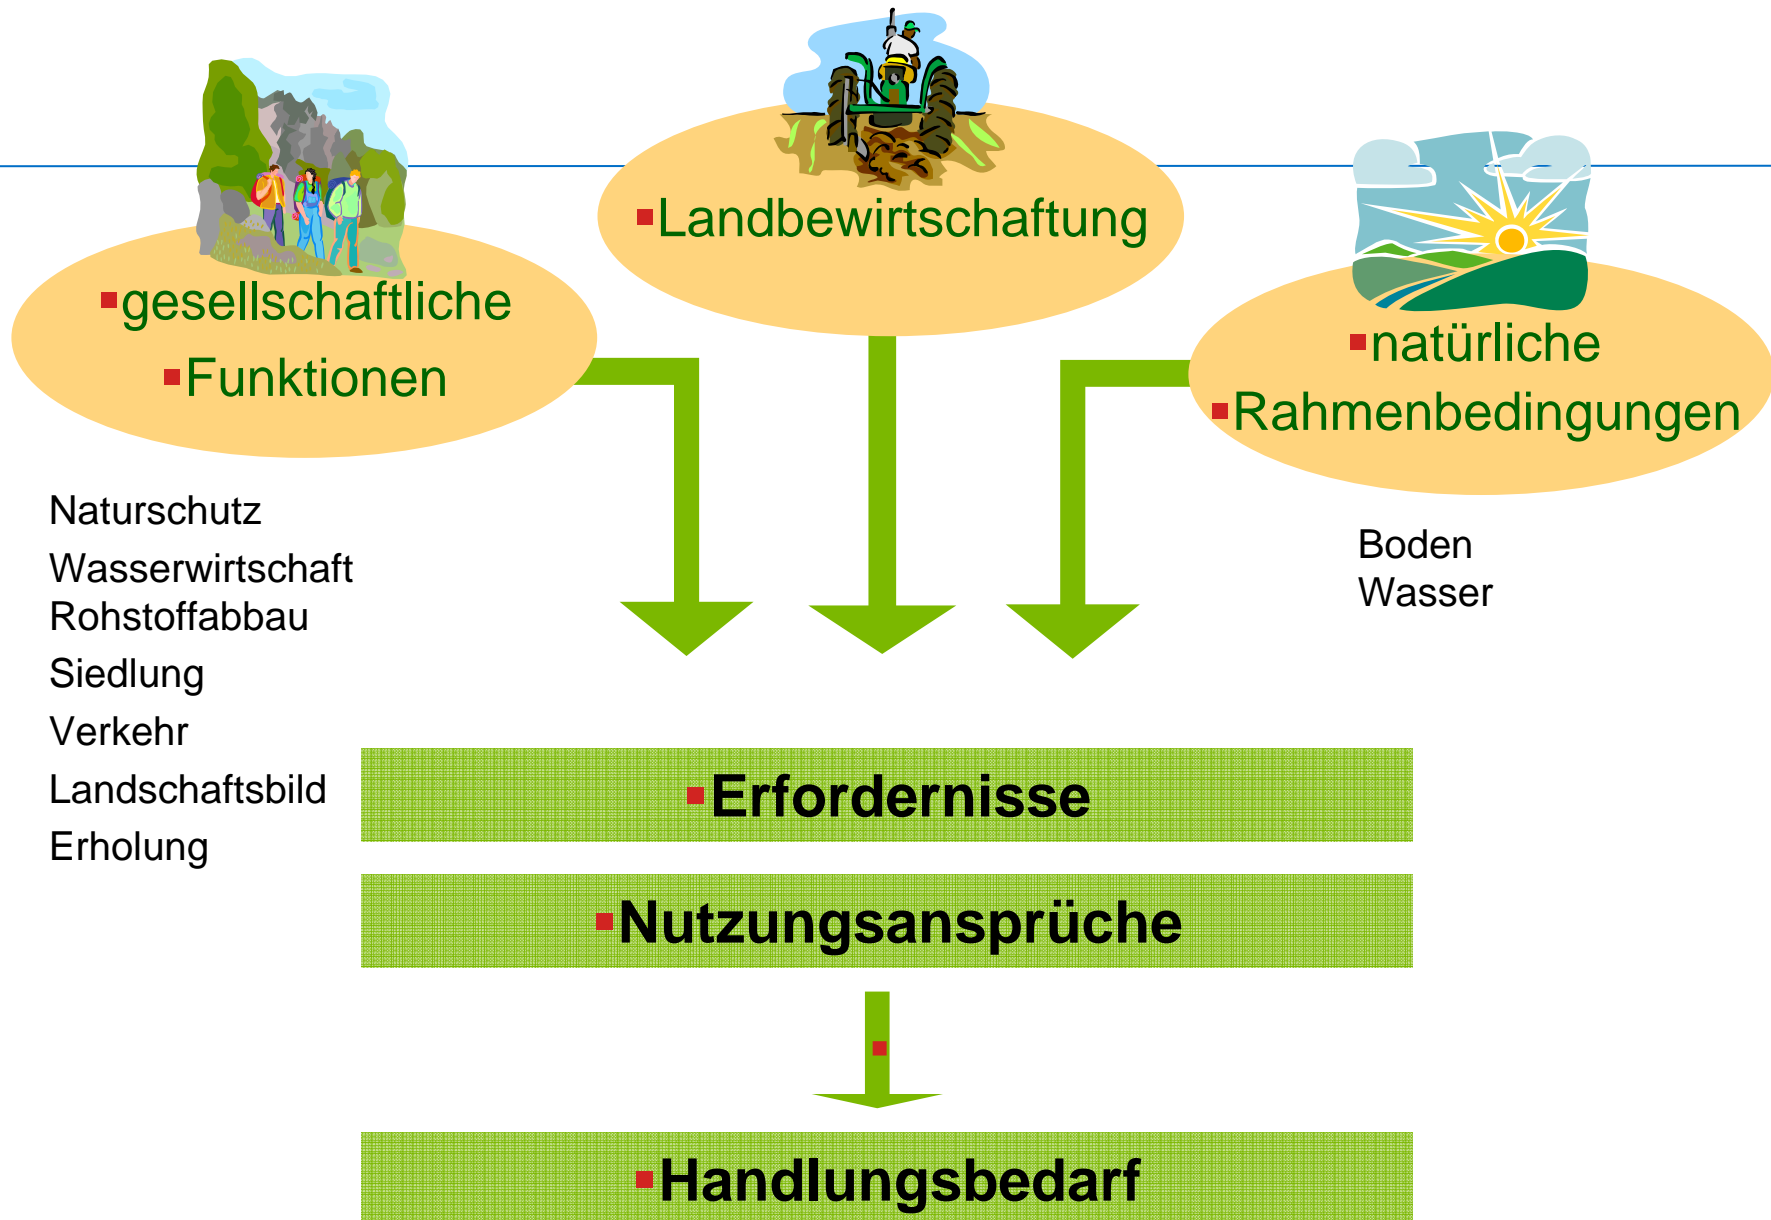 ▪Landbewirtschaftung
▪gesellschaftliche
▪Funktionen
▪natürliche
▪Rahmenbedingungen
Naturschutz
Wasserwirtschaft
Rohstoffabbau
Siedlung
Verkehr
Landschaftsbild
Erholung
Boden
Wasser
▪Erfordernisse
▪Nutzungsansprüche
▪Handlungsbedarf